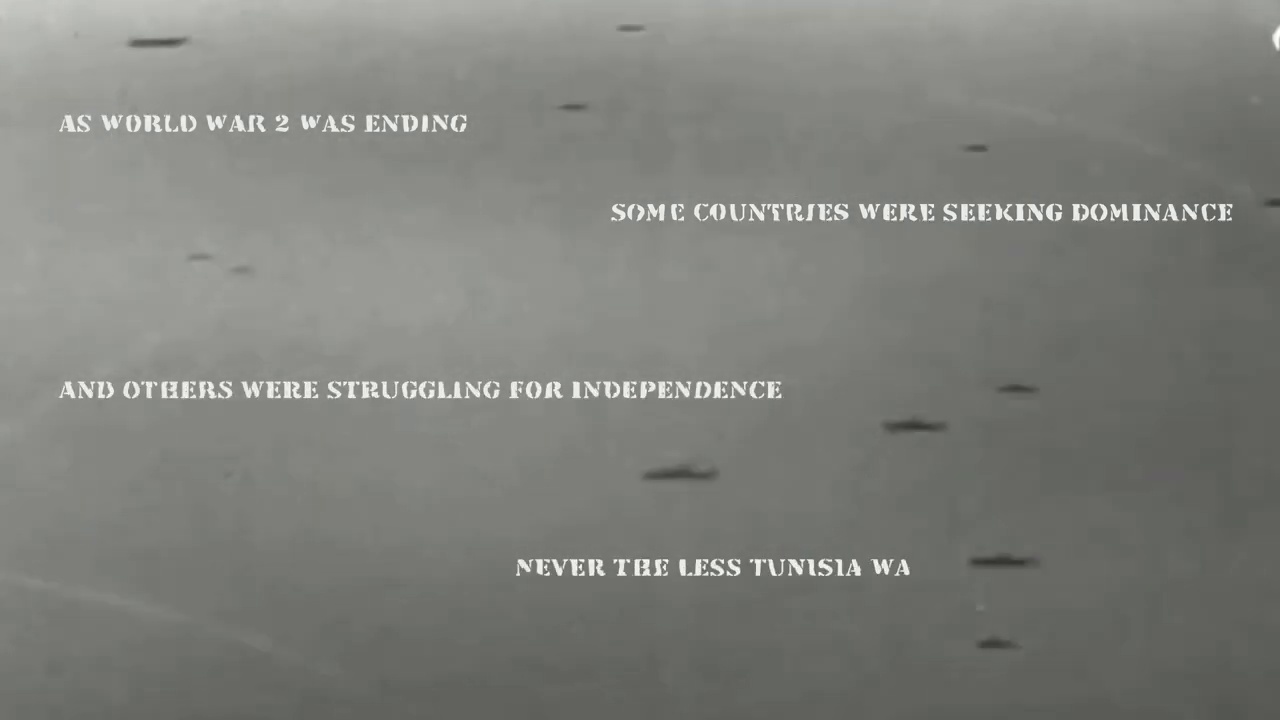 AS WORLD WAR 2 WAS ENDING
SOME COUNTRIES WERE SEEKING DOMINANCE
AND OTHERS WERE STRUGGLING FOR INDEPENDENCE
NEVER THE LESS TUNISIA WA